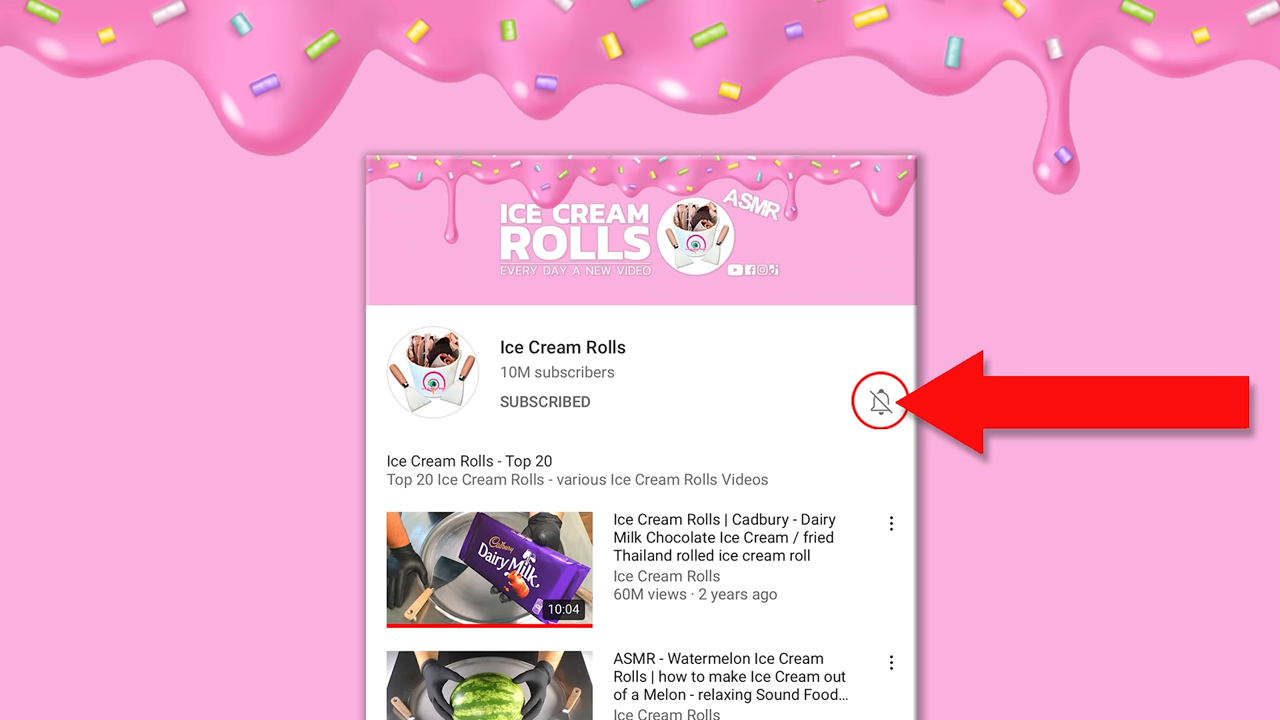 ICE CREAM
ROLLS
EVERY DAY A NEW VIDEO
ASMR
Ice Cream Rolls
10M subscribers
SUBSCRIBED
Ice Cream Rolls - Top 20
Top 20 Ice Cream Rolls - various Ice Cream Rolls Videos
Cadbury
Dairy Milk
10:04
Ice Cream Rolls | Cadbury - Dairy
Milk Chocolate Ice Cream / fried
Thailand rolled ice cream roll
Ice Cream Rolls
60M views · 2 years ago
ASMR - Watermelon Ice Cream
Rolls | how to make Ice Cream out
of a Melon - relaxing Sound Food...
Ice Cream Rolls